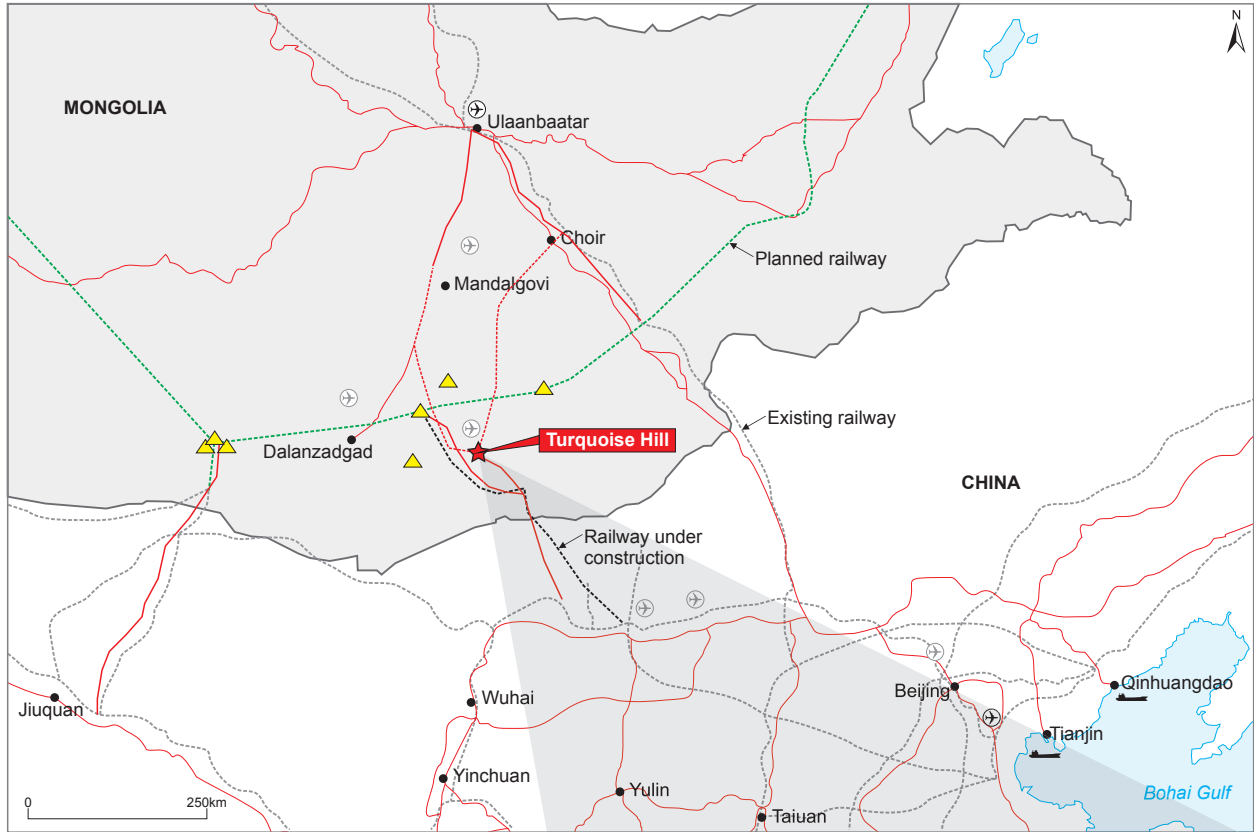 N
MONGOLIA
Ulaanbaatar
Choir
Planned railway
Mandalgovi
Existing railway
Turquoise Hill
Dalanzadgad
CHINA
Railway under
construction
Qinhuangdao
Beijing
Wuhai
Jiuquan
Tianjin
Yinchuan
Yulin
Bohai Gulf
0
250km
Taiuan